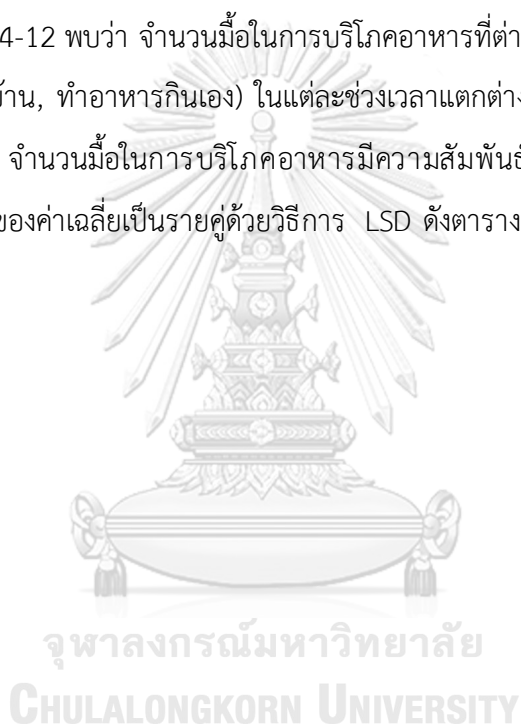 4-12 พบว่า จำนวนมื้อในการบริโภคอาหารที่ต่า
บ้าน, ทำอาหารกินเอง) ในแต่ละช่วงเวลาแตกต่าง
จำนวนมื้อในการบริโภคอาหารมีความสัมพันธ์
ของค่าเฉลี่ยเป็นรายคู่ด้วยวิธีการ LSD ดังตาราง
จุฬาลงกรณ์มหาวิทยาลัย
CHULALONGKORN UNIVERSITY